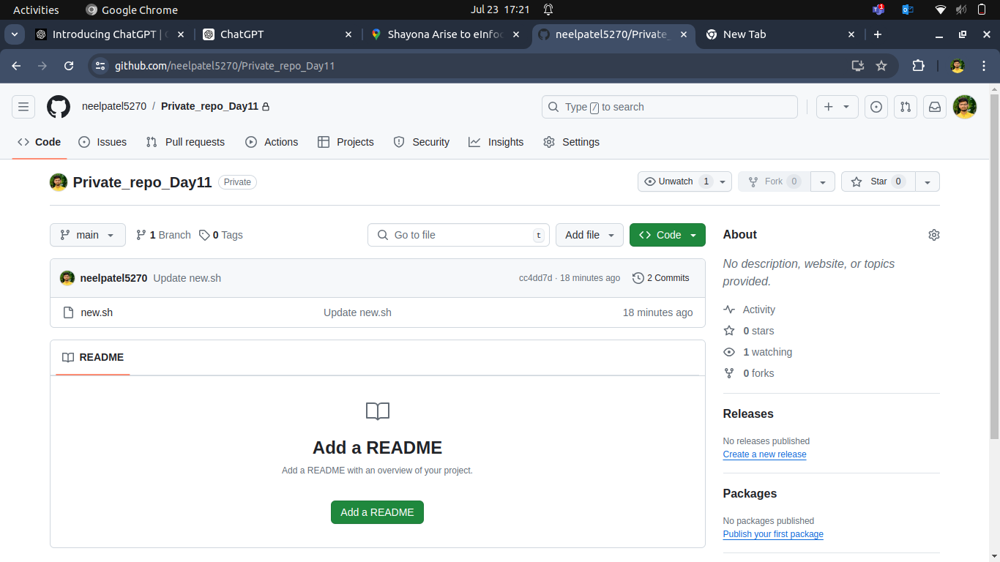 Activities Google Chrome Jul 23 17:21 1
Introducing ChatGPT | ChatGPT Shayona Arise to eInfoc neelpatel5270/Private_ New Tab
github.com/neelpatel5270/Private_repo_Day11
neelpatel5270 / Private_repo_Day11 Type / to search
Code Issues Pull requests Actions Projects Security Insights Settings
Private_repo_Day11 Private Unwatch 1 Fork 0 Star 0
main 1 Branch 0 Tags Go to file t Add file Code
neelpatel5270 Update new.sh cc4dd7d · 18 minutes ago 2 Commits
new.sh Update new.sh 18 minutes ago
README
Add a README
Add a README with an overview of your project.
Add a README
About
No description, website, or topics
provided.
Activity
0 stars
1 watching
0 forks
Releases
No releases published
Create a new release
Packages
No packages published
Publish your first package